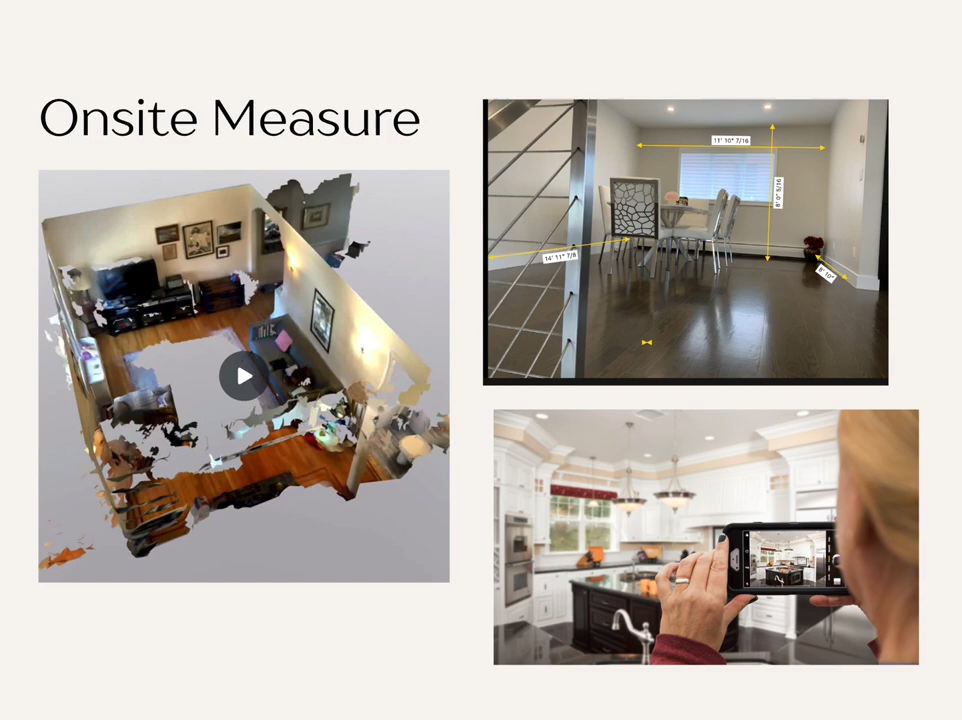 Onsite Measure
11' 10" 7/16
8' 0" 5/16
14' 11" 7/8
8' 10"